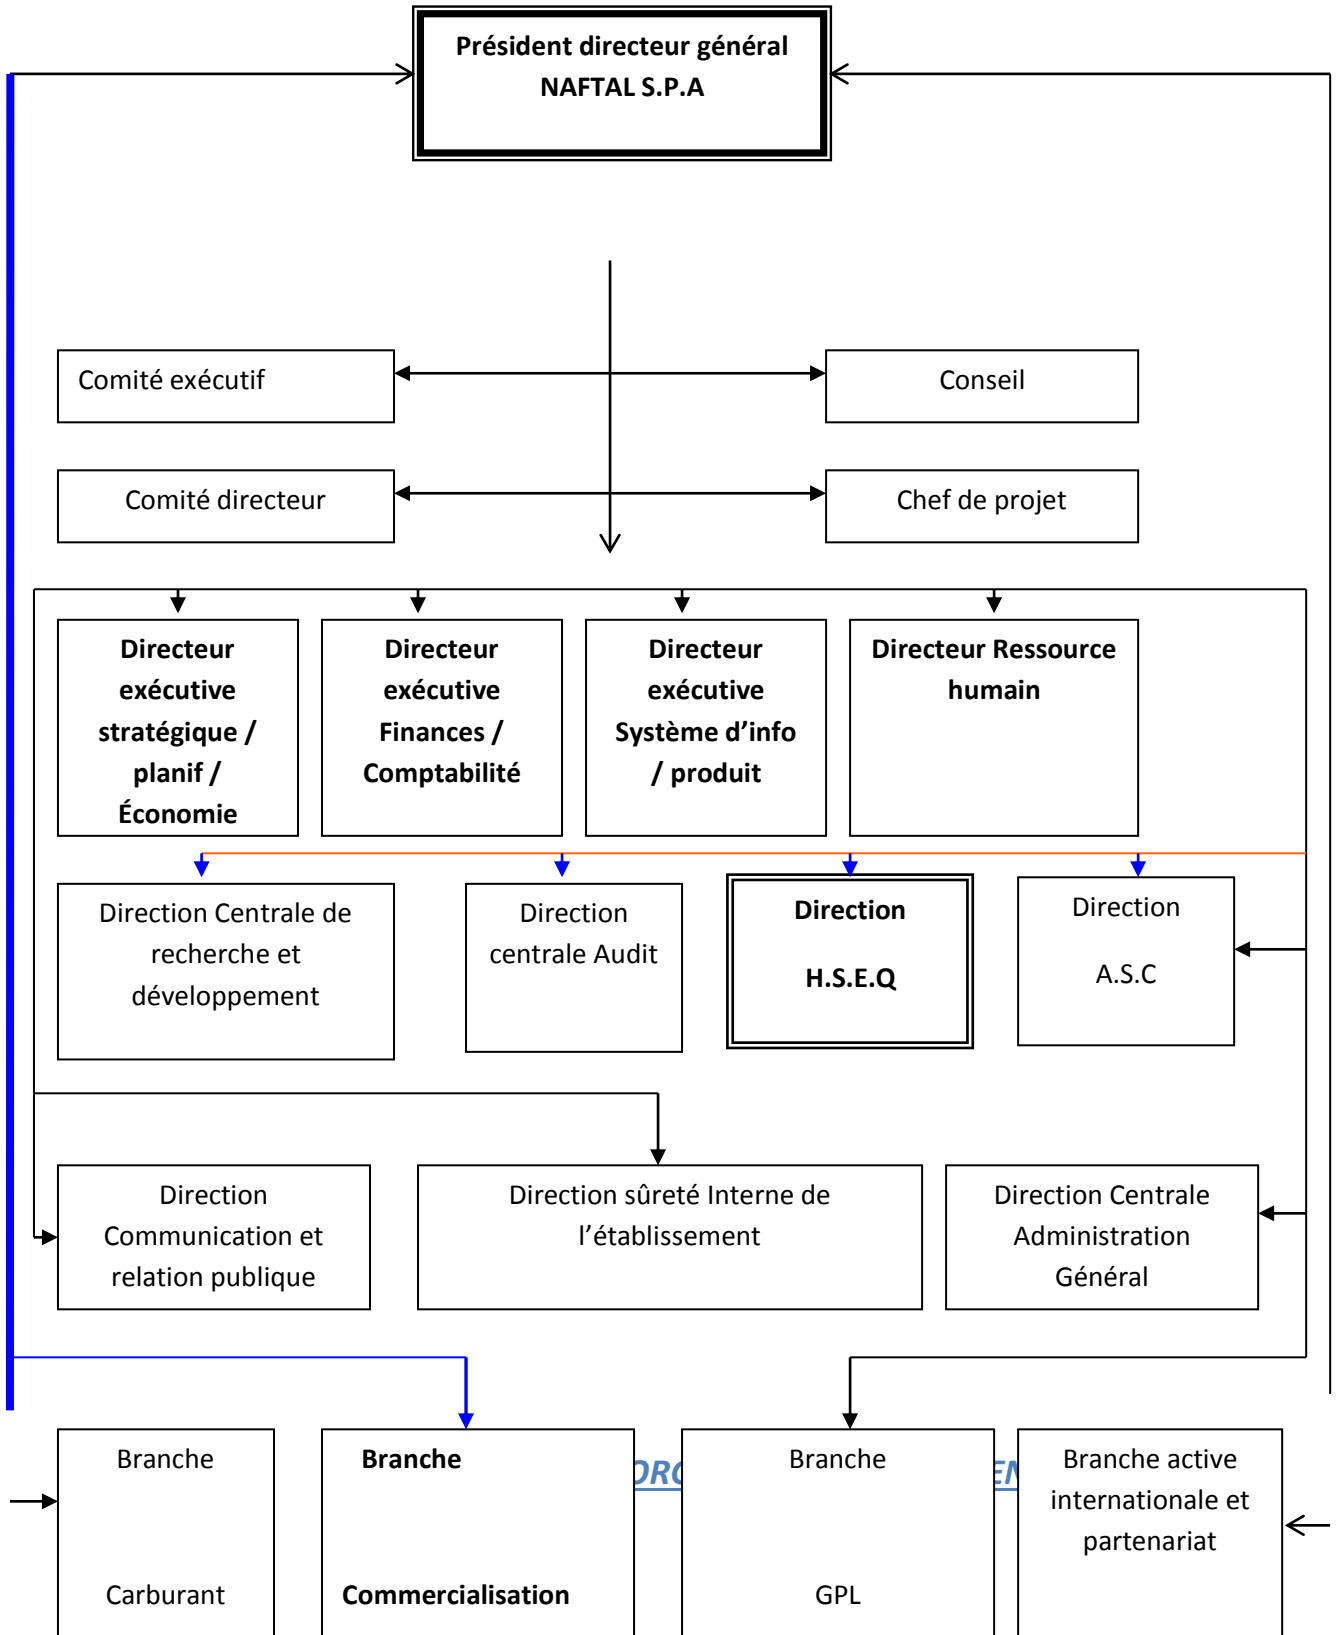 Président directeur général
NAFTAL S.P.A
Comité exécutif
Conseil
Comité directeur
Chef de projet
Directeur
exécutive
stratégique /
planif /
Économie
Directeur
exécutive
Finances /
Comptabilité
Directeur
exécutive
Système d’info
/ produit
Directeur Ressource
humain
Direction Centrale de
recherche et
développement
Direction
centrale Audit
Direction
H.S.E.Q
Direction
A.S.C
Direction
Communication et
relation publique
Direction sûreté Interne de
l’établissement
Direction Centrale
Administration
Général
Branche
Carburant
Branche
Commercialisation
Branche
GPL
Branche active
internationale et
partenariat